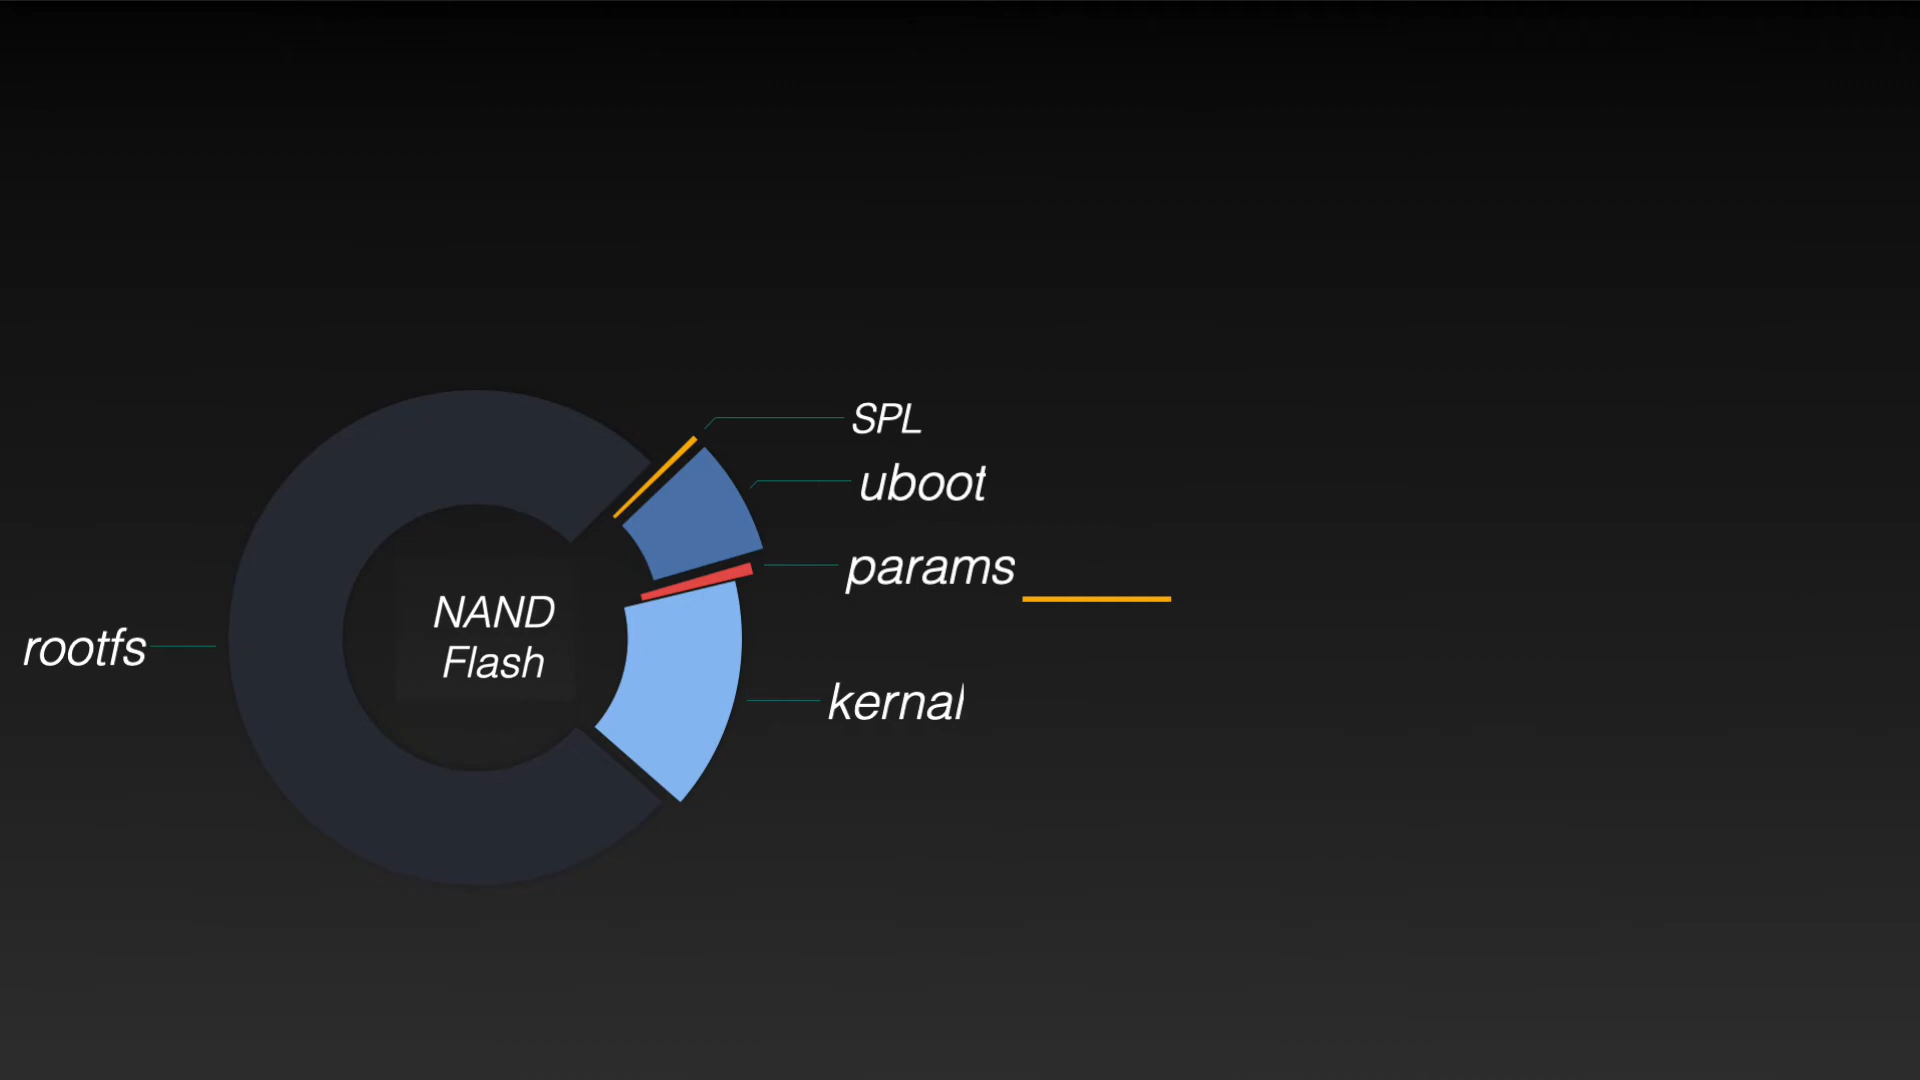 SPL
uboot
params
NAND
Flash
rootfs
kernal